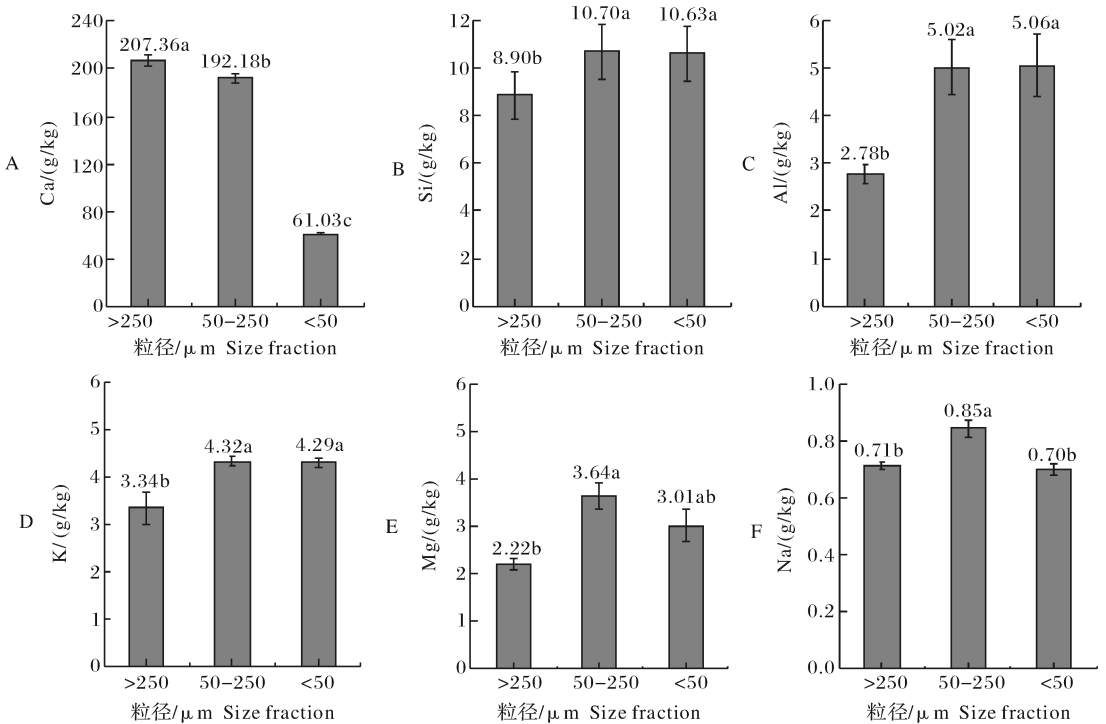 A
Ca/(g/kg)
240
200
160
120
80
40
0
207.36a
192.18b
61.03c
>250
50−250
<50
粒径/μm Size fraction
B
Si/(g/kg)
12
10
8
6
4
2
0
8.90b
10.70a
10.63a
>250
50−250
<50
粒径/μm Size fraction
C
Al/(g/kg)
6
5
4
3
2
1
0
2.78b
5.02a
5.06a
>250
50−250
<50
粒径/μm Size fraction
D
K/(g/kg)
6
5
4
3
2
1
0
3.34b
4.32a
4.29a
>250
50−250
<50
粒径/μm Size fraction
E
Mg/(g/kg)
6
5
4
3
2
1
0
2.22b
3.64a
3.01ab
>250
50−250
<50
粒径/μm Size fraction
F
Na/(g/kg)
1.0
0.8
0.6
0.4
0.2
0.0
0.71b
0.85a
0.70b
>250
50−250
<50
粒径/μm Size fraction